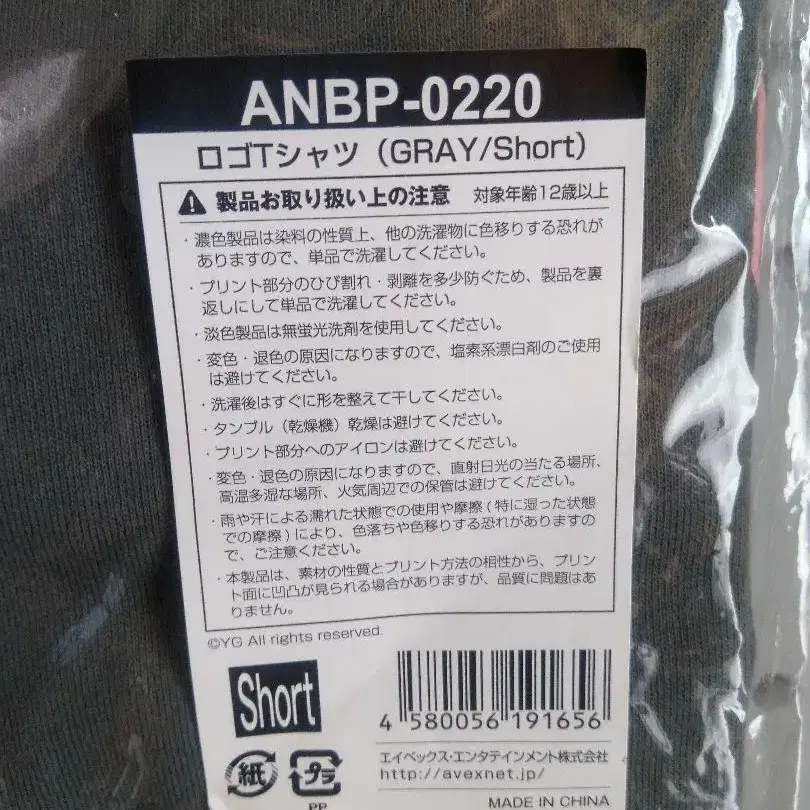 ANBP-0220
ロゴTシャツ（GRAY/Short）
製品お取り扱い上の注意 対象年齢12歳以上
・濃色製品は染料の性質上、他の洗濯物に色移りする恐れが
ありますので、単品で洗濯してください。
・プリント部分のひび割れ・剥離を多少防ぐため、製品を裏
返しにして単品で洗濯してください。
・淡色製品は無蛍光洗剤を使用してください。
・変色・退色の原因になりますので、塩素系漂白剤のご使用
は避けてください。
・洗濯後はすぐに形を整えて干してください。
・タンブル（乾燥機）乾燥は避けてください。
・プリント部分へのアイロンは避けてください。
・変色・退色の原因になりますので、直射日光の当たる場所、
高温多湿な場所、火気周辺での保管は避けてください。
・雨や汗による濡れた状態での使用や摩擦(特に湿った状態
での摩擦)により、色落ちや色移りする恐れがありますの
で、ご注意ください。
・本製品は、素材の性質とプリント方法の相性から、プリン
ト面に凹凸が見られる場合がありますが、品質に問題はあ
りません。
©YG All rights reserved.
Short
4 580056 191656
エイベックス・エンタテインメント株式会社
http://avexnet.jp/
紙 プラ
PP
MADE IN CHINA